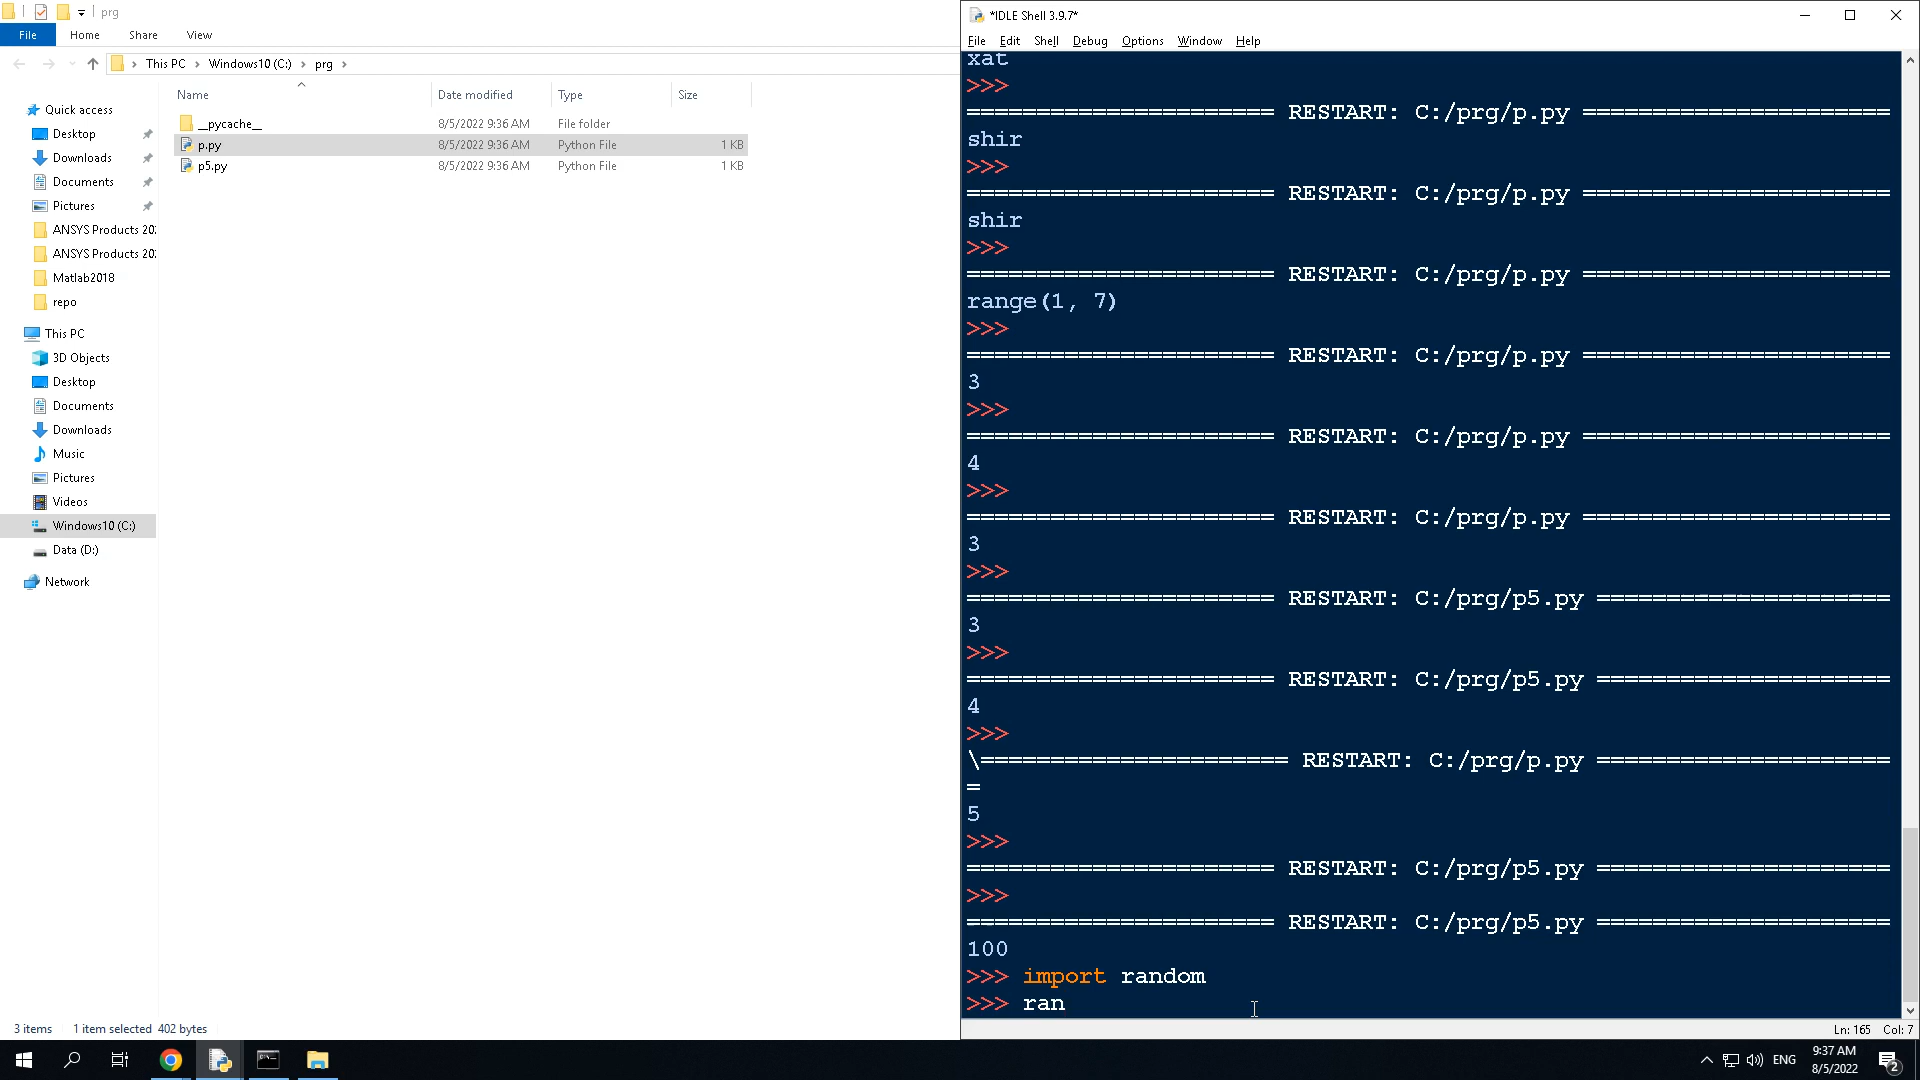 prg
File Home Share View
This PC Windows10 (C:) prg
Name Date modified Type Size
Quick access
Desktop
Downloads
Documents
Pictures
ANSYS Products 20
ANSYS Products 20
Matlab2018
repo
This PC
3D Objects
Desktop
Documents
Downloads
Music
Pictures
Videos
Windows10 (C:)
Data (D:)
Network
__pycache__ 8/5/2022 9:36 AM File folder
p.py 8/5/2022 9:36 AM Python File 1 KB
p5.py 8/5/2022 9:36 AM Python File 1 KB
3 items 1 item selected 402 bytes
*IDLE Shell 3.9.7*
File Edit Shell Debug Options Window Help
xat
>>>
====================== RESTART: C:/prg/p.py ======================
shir
>>>
====================== RESTART: C:/prg/p.py ======================
shir
>>>
====================== RESTART: C:/prg/p.py ======================
range(1, 7)
>>>
====================== RESTART: C:/prg/p.py ======================
3
>>>
====================== RESTART: C:/prg/p.py ======================
4
>>>
====================== RESTART: C:/prg/p.py ======================
3
>>>
====================== RESTART: C:/prg/p5.py =====================
3
>>>
====================== RESTART: C:/prg/p5.py =====================
4
>>>
\====================== RESTART: C:/prg/p.py =====================
=
5
>>>
====================== RESTART: C:/prg/p5.py =====================
>>>
====================== RESTART: C:/prg/p5.py =====================
100
>>> import random
>>> ran
Ln: 165 Col: 7
ENG
9:37 AM
8/5/2022
2